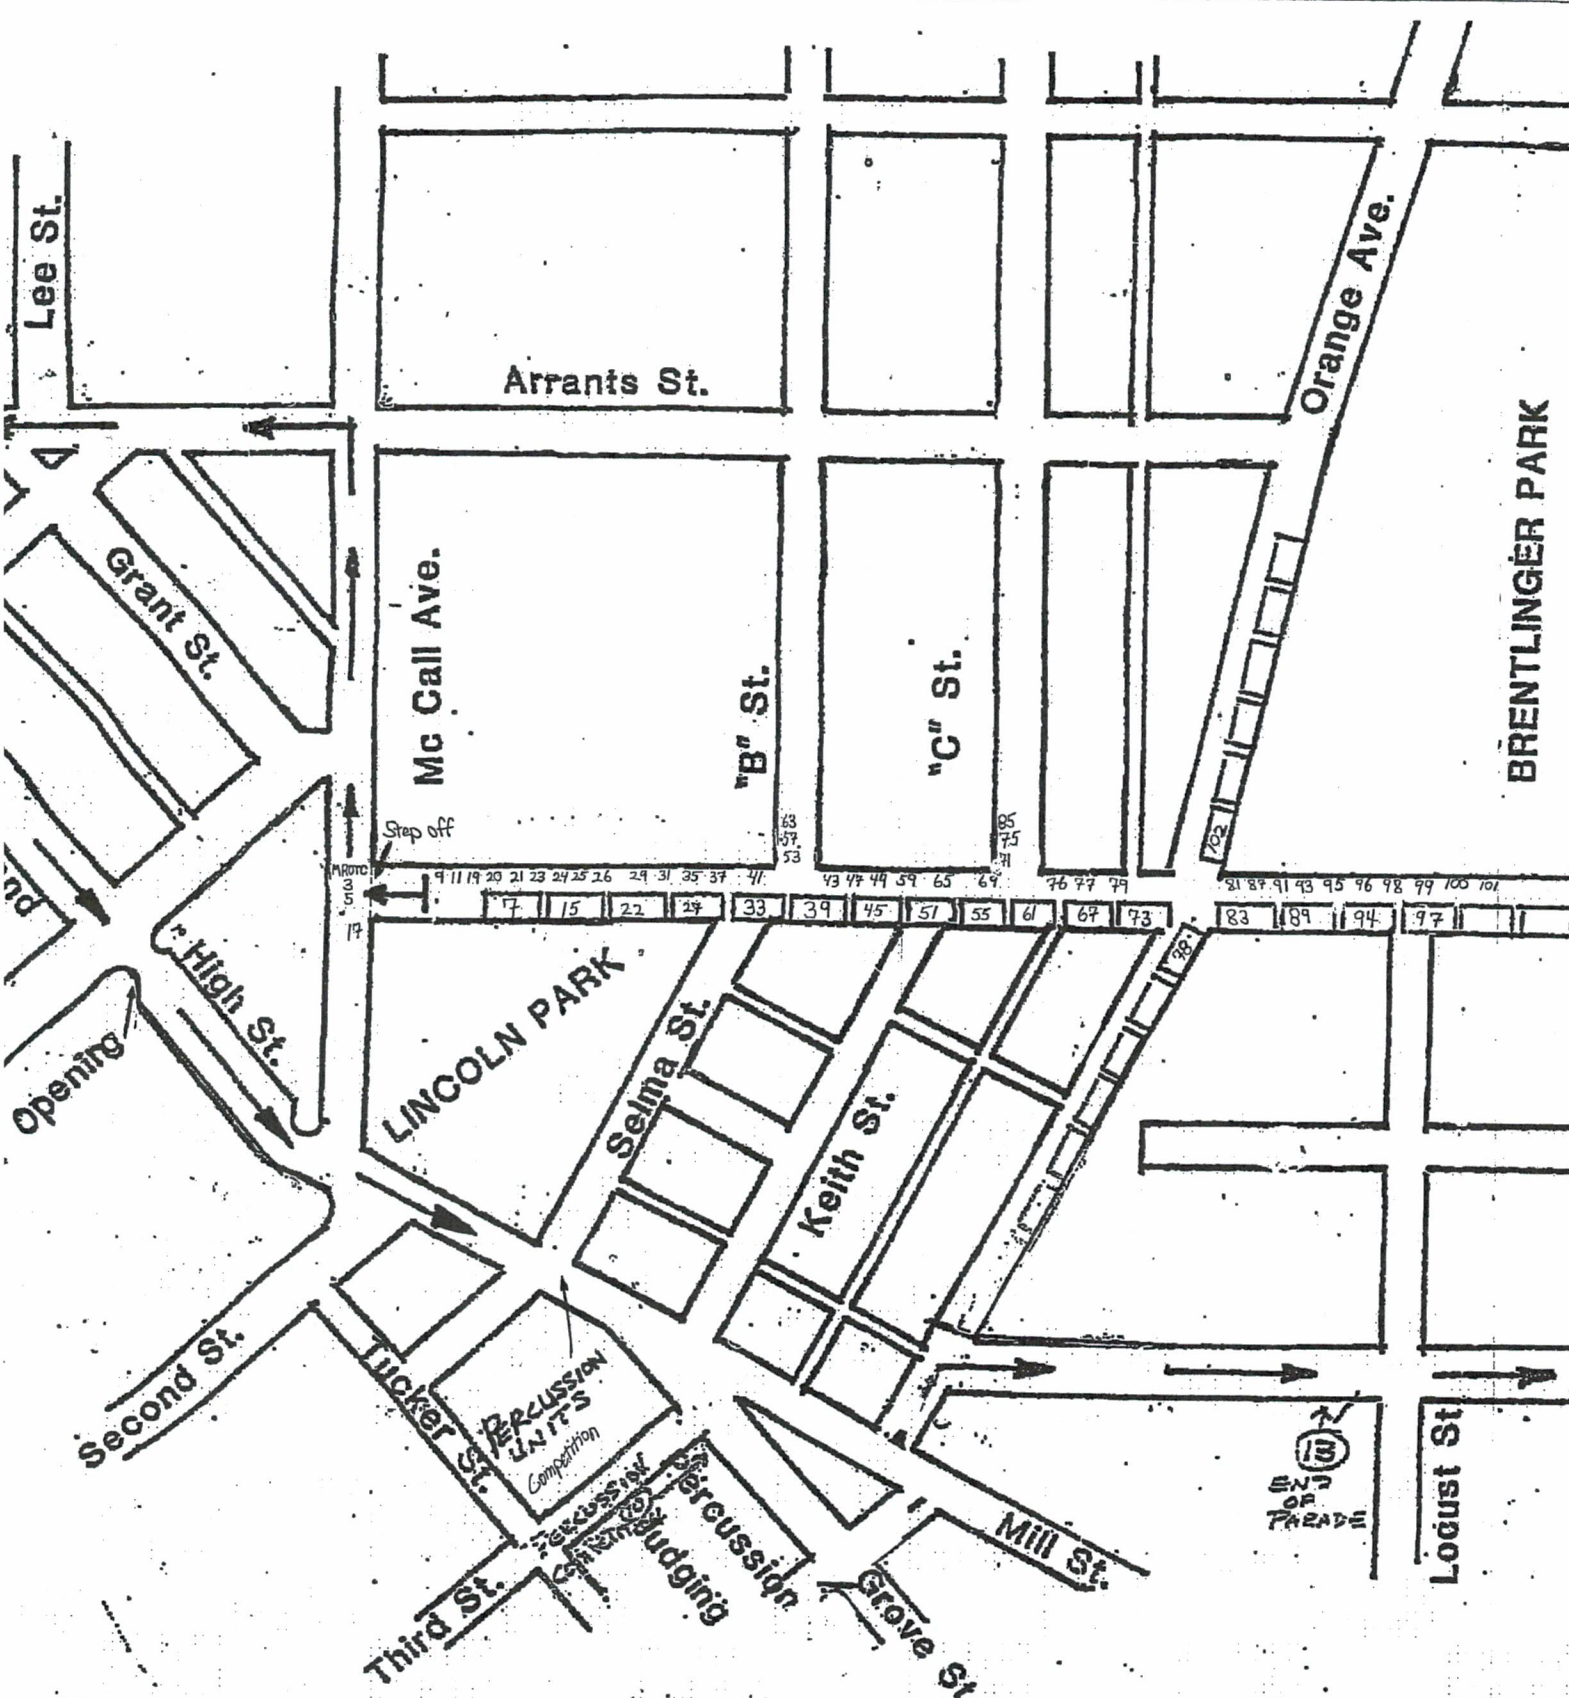 Lee St.
Orange Ave.
Arrants St.
BRENTLINGER PARK
Grant St.
Mc Call Ave.
"B" St.
"C" St.
Step off
63
57
53
85
75
71
MROTC
3
5
17
9 11 19 20 21 23 24 25 26 29 31 35 37 41
43 47 49 59 65 69
76 77 79
81 87 91 93 95 96 98 99 100 101
102
7 15 22 27 33 39 45 51 55 61 67 73
83 89 94 97
78
High St.
LINCOLN PARK
Opening
Selma St.
Keith St.
Second St.
Tucker St.
PERCUSSION
UNITS
Competition
PERCUSSION
Percussion
Judging
Third St.
Grove St
Mill St.
END
OF
PARADE
Locust St.